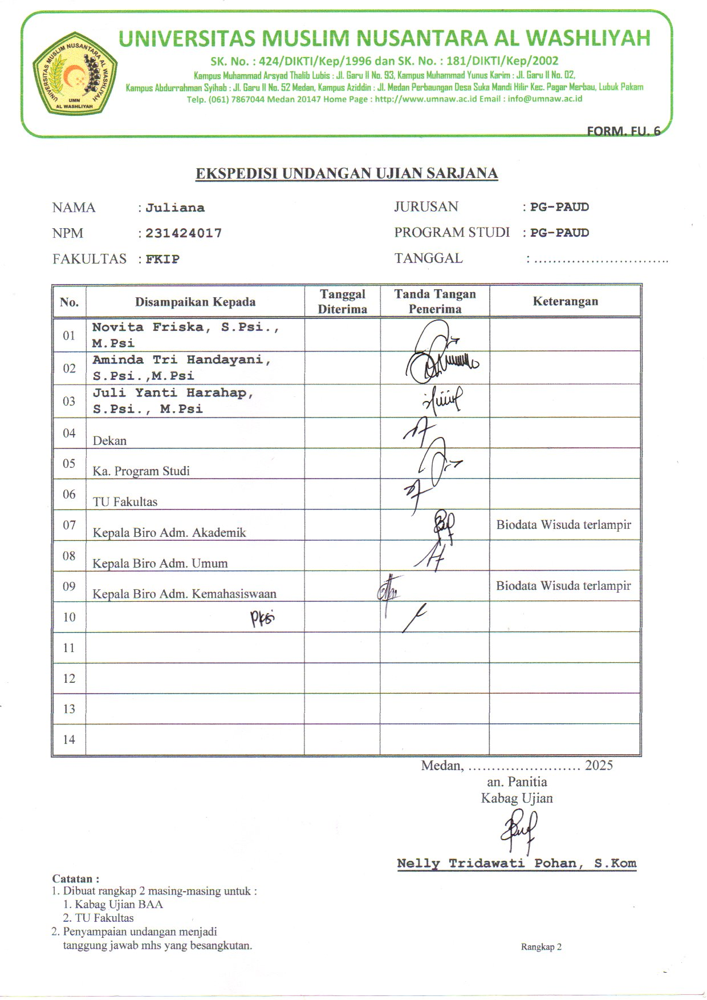 UNIVERSITAS MUSLIM NUSANTARA AL WASHLIYAH
UMN
AL WASHLIYAH
UNIVERSITAS MUSLIM NUSANTARA AL WASHLIYAH
SK. No. : 424/DIKTI/Kep/1996 dan SK. No. : 181/DIKTI/Kep/2002
Kampus Muhammad Arsyad Thalib Lubis : Jl. Garu II No. 93, Kampus Muhammad Yunus Karim : Jl. Garu II No. 02,
Kampus Abdurrahman Syihab : Jl. Garu II No. 52 Medan, Kampus Aziddin : Jl. Medan Perbaungan Desa Suka Mandi Hilir Kec. Pagar Merbau, Lubuk Pakam
Telp. (061) 7867044 Medan 20147 Home Page : http://www.umnaw.ac.id Email : info@umnaw.ac.id
FORM. FU. 6
EKSPEDISI UNDANGAN UJIAN SARJANA
NAMA : Juliana JURUSAN : PG-PAUD
NPM : 231424017 PROGRAM STUDI : PG-PAUD
FAKULTAS : FKIP TANGGAL : ............................
No. Disampaikan Kepada Tanggal Diterima Tanda Tangan Penerima Keterangan
01 Novita Friska, S.Psi.,
M.Psi
02 Aminda Tri Handayani,
S.Psi.,M.Psi
03 Juli Yanti Harahap,
S.Psi., M.Psi
04 Dekan
05 Ka. Program Studi
06 TU Fakultas
07 Kepala Biro Adm. Akademik Biodata Wisuda terlampir
08 Kepala Biro Adm. Umum
09 Kepala Biro Adm. Kemahasiswaan Biodata Wisuda terlampir
10
11
12
13
14
Medan, ........................ 2025
an. Panitia
Kabag Ujian
Nelly Tridawati Pohan, S.Kom
Catatan :
1. Dibuat rangkap 2 masing-masing untuk :
1. Kabag Ujian BAA
2. TU Fakultas
2. Penyampaian undangan menjadi
tanggung jawab mhs yang besangkutan.
Rangkap 2